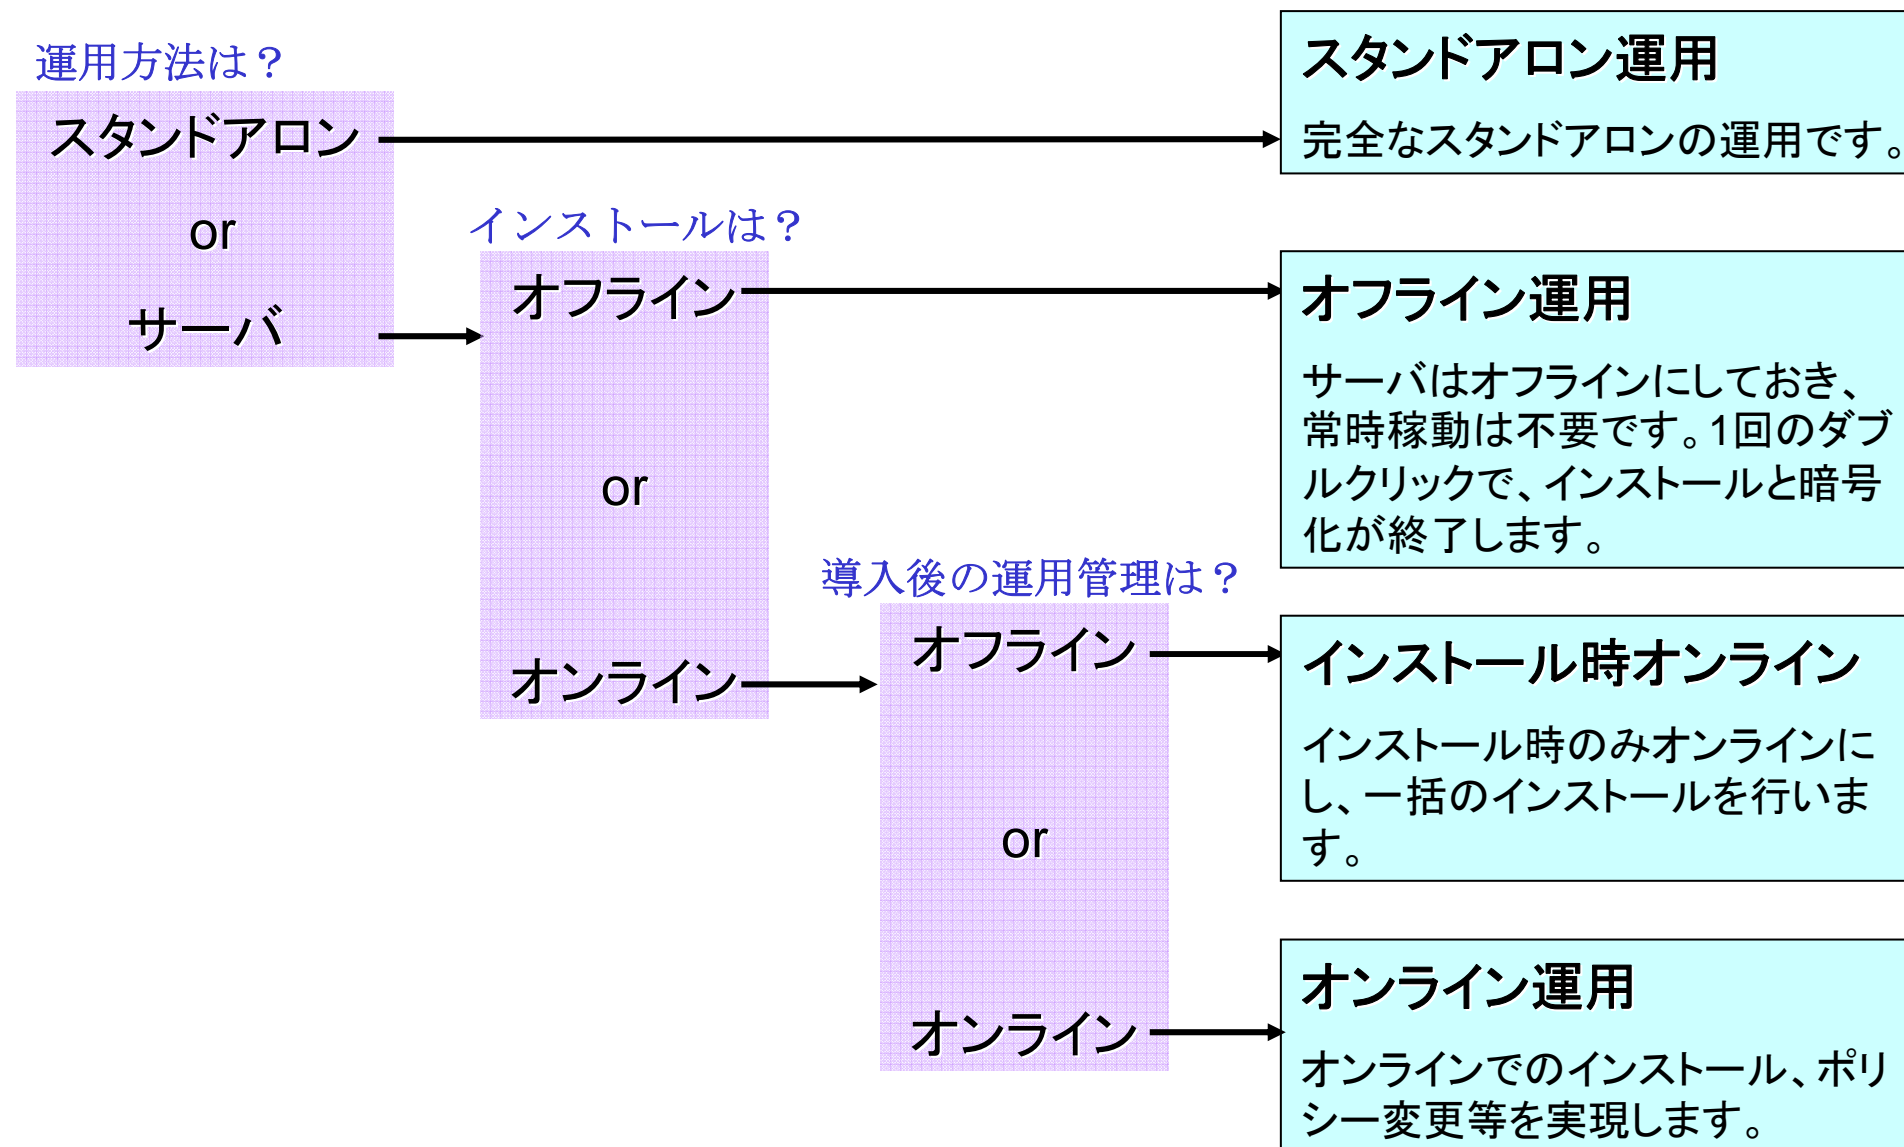 運用方法は？
スタンドアロン
or
サーバ
インストールは？
オフライン
or
オンライン
導入後の運用管理は？
オフライン
or
オンライン
スタンドアロン運用
完全なスタンドアロンの運用です。
オフライン運用
サーバはオフラインにしておき、
常時稼動は不要です。1回のダブ
ルクリックで、インストールと暗号
化が終了します。
インストール時オンライン
インストール時のみオンラインに
し、一括のインストールを行いま
す。
オンライン運用
オンラインでのインストール、ポリ
シー変更等を実現します。